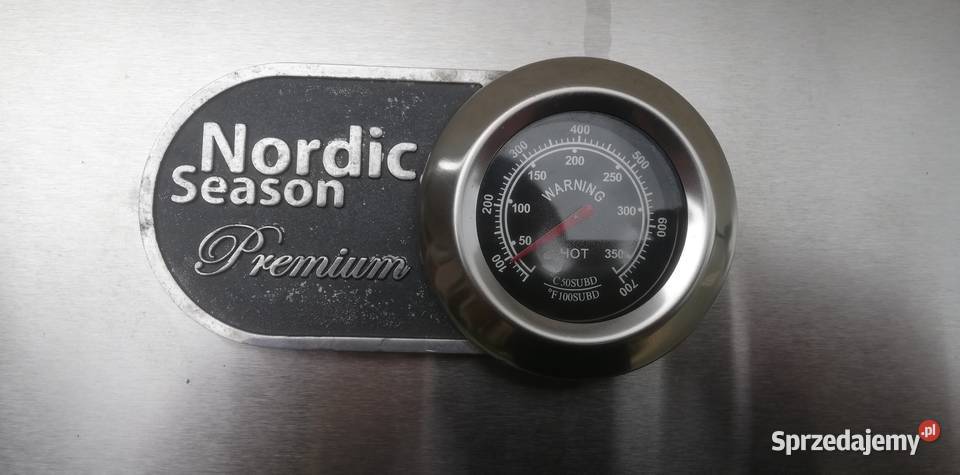 Nordic
Season
Premium
100 200 300 400 500 600 700
50 100 150 200 250 300 350
WARNING
HOT
C 50SUBD
°F100SUBD
Sprzedajemy.pl